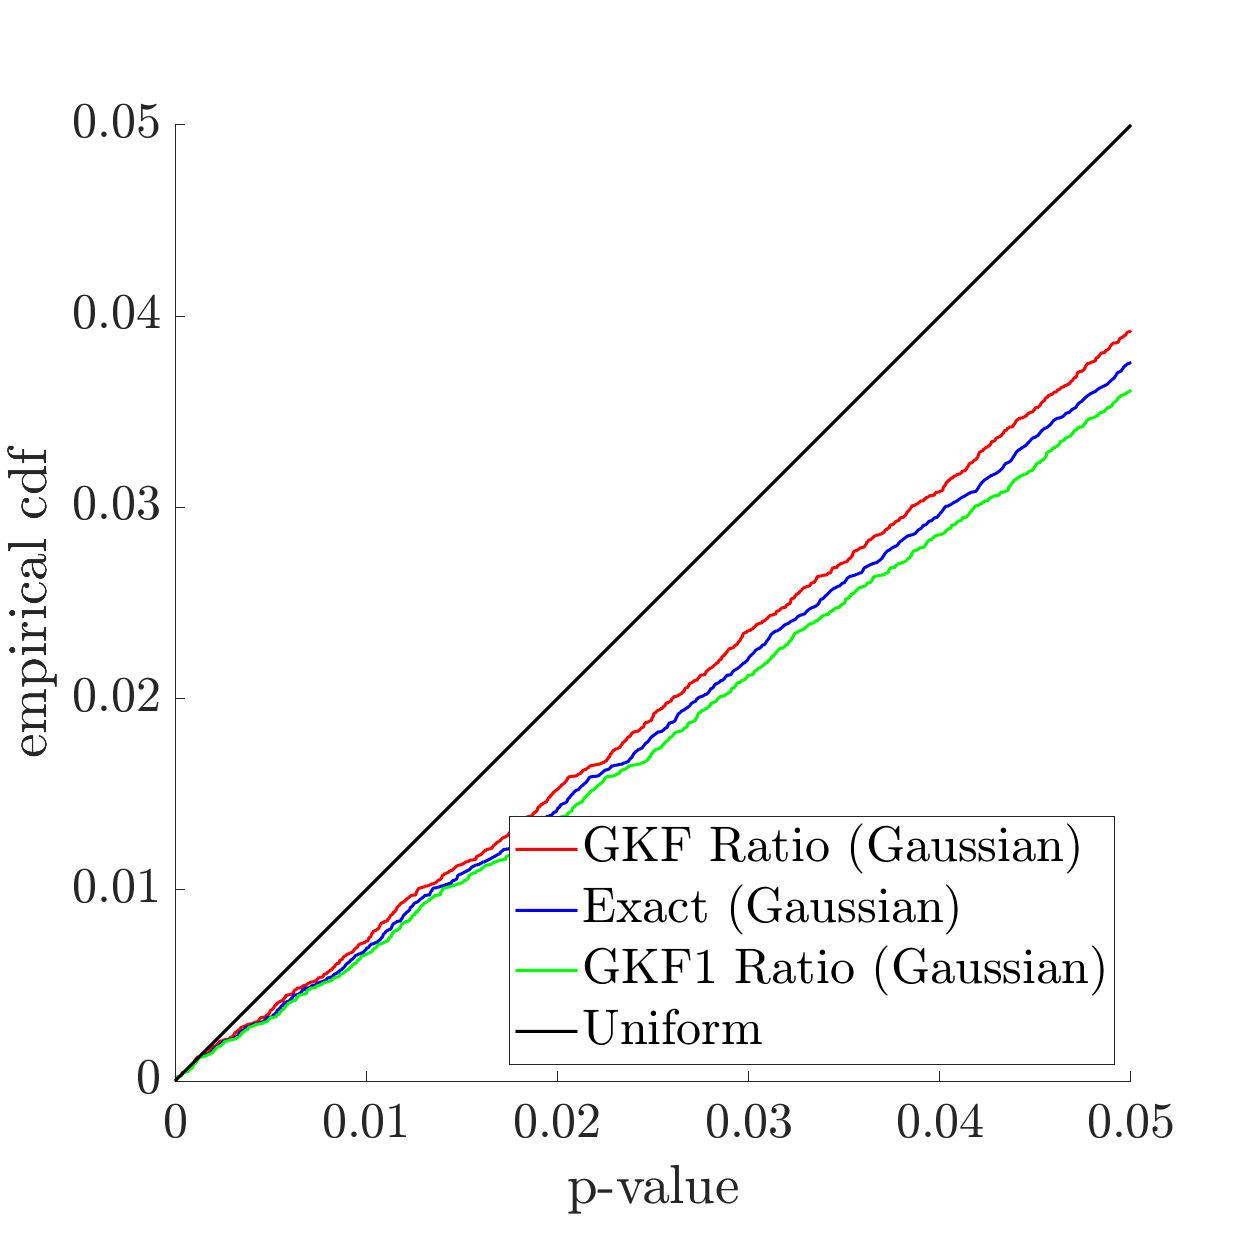 0.05
0.04
0.03
0.02
0.01
0
empirical cdf
GKF Ratio (Gaussian)
Exact (Gaussian)
GKF1 Ratio (Gaussian)
Uniform
0 0.01 0.02 0.03 0.04 0.05
p-value